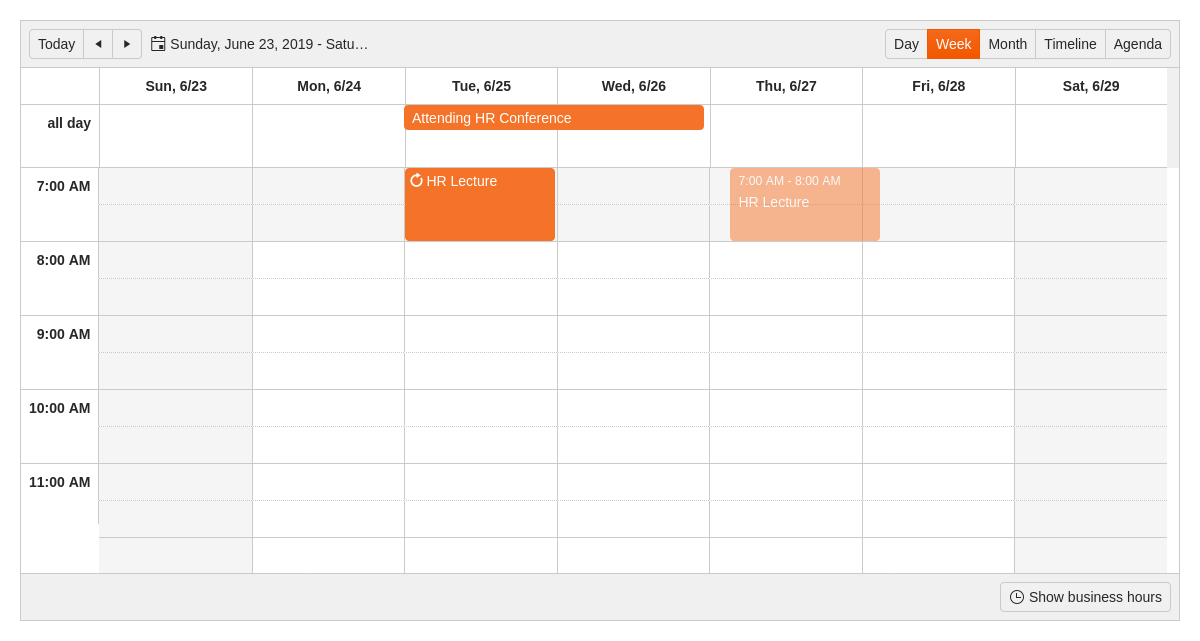 Today
Sunday, June 23, 2019 - Satu…
Day Week Month Timeline Agenda
Sun, 6/23 Mon, 6/24 Tue, 6/25 Wed, 6/26 Thu, 6/27 Fri, 6/28 Sat, 6/29
all day
Attending HR Conference
7:00 AM
HR Lecture
7:00 AM - 8:00 AM
HR Lecture
8:00 AM
9:00 AM
10:00 AM
11:00 AM
Show business hours